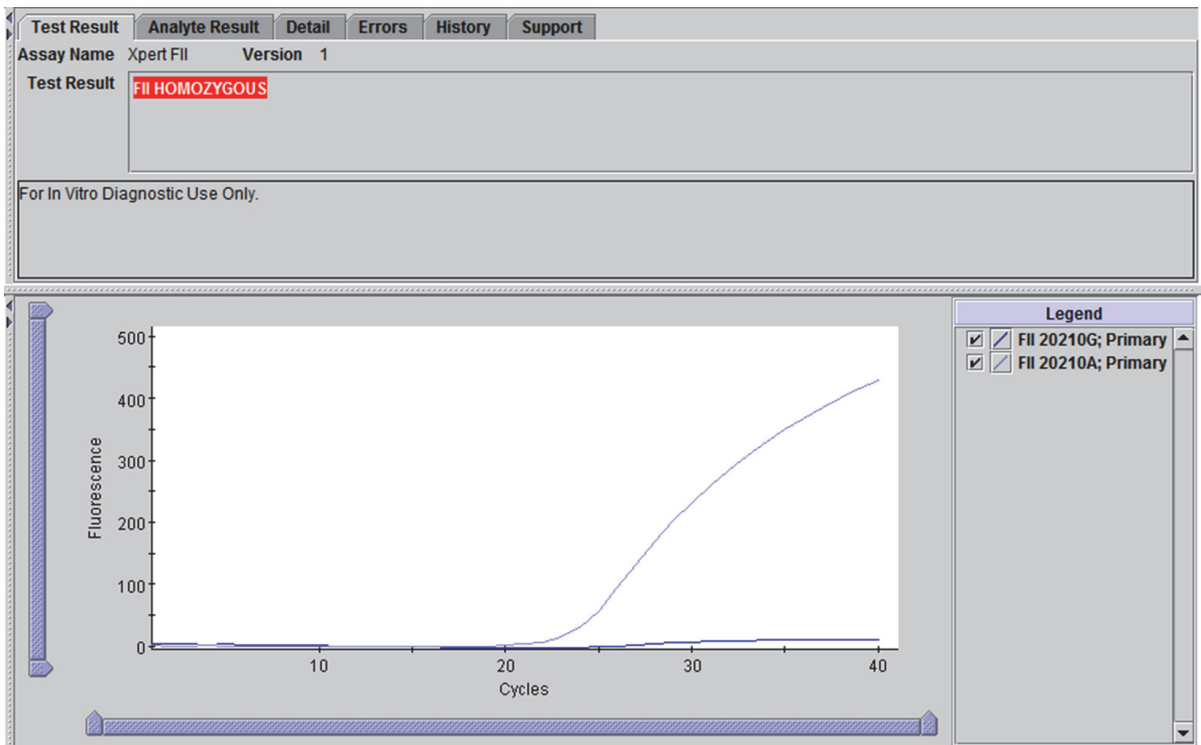 Test Result Analyte Result Detail Errors History Support
Assay Name Xpert FII Version 1
Test Result FII HOMOZYGOUS
For In Vitro Diagnostic Use Only.
Legend
FII 20210G; Primary
FII 20210A; Primary
500
400
300
200
100
0
Fluorescence
10 20 30 40
Cycles